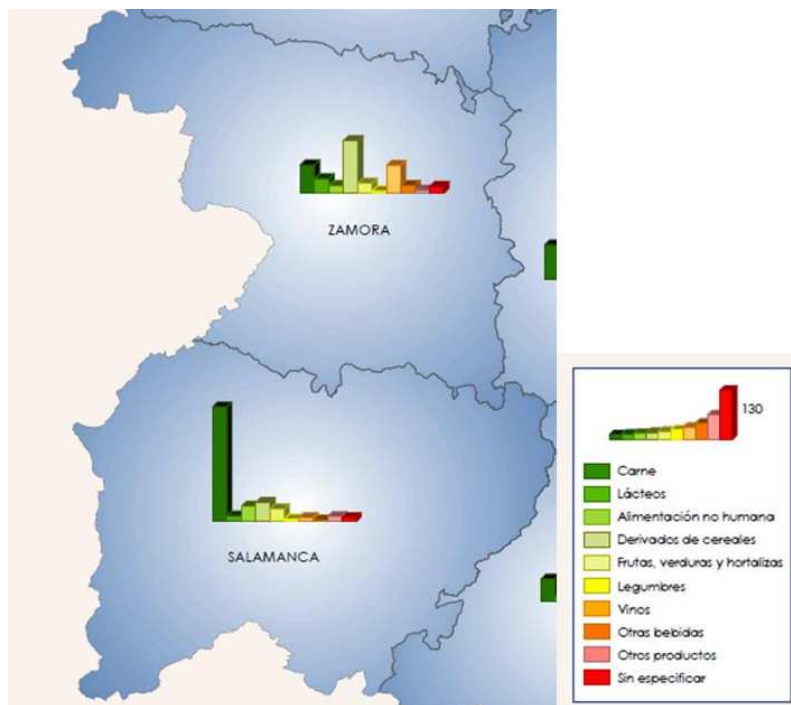 ZAMORA
SALAMANCA
130
Carne
Lácteos
Alimentación no humana
Derivados de cereales
Frutas, verduras y hortalizas
Legumbres
Vinos
Otras bebidas
Otros productos
Sin especificar